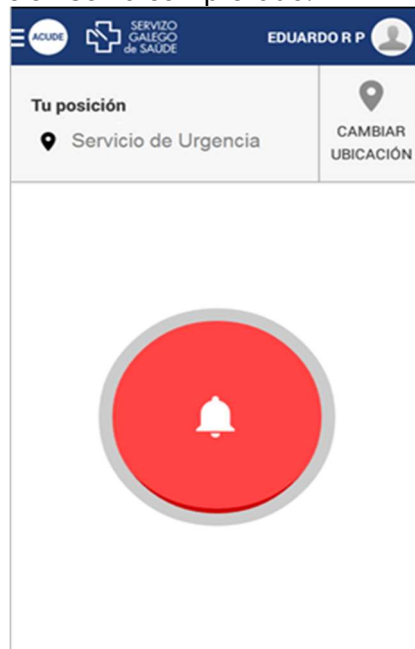 ACUDE
SERVIZO
GALEGO
de SAÚDE
EDUARDO R P
Tu posición
Servicio de Urgencia
CAMBIAR
UBICACIÓN